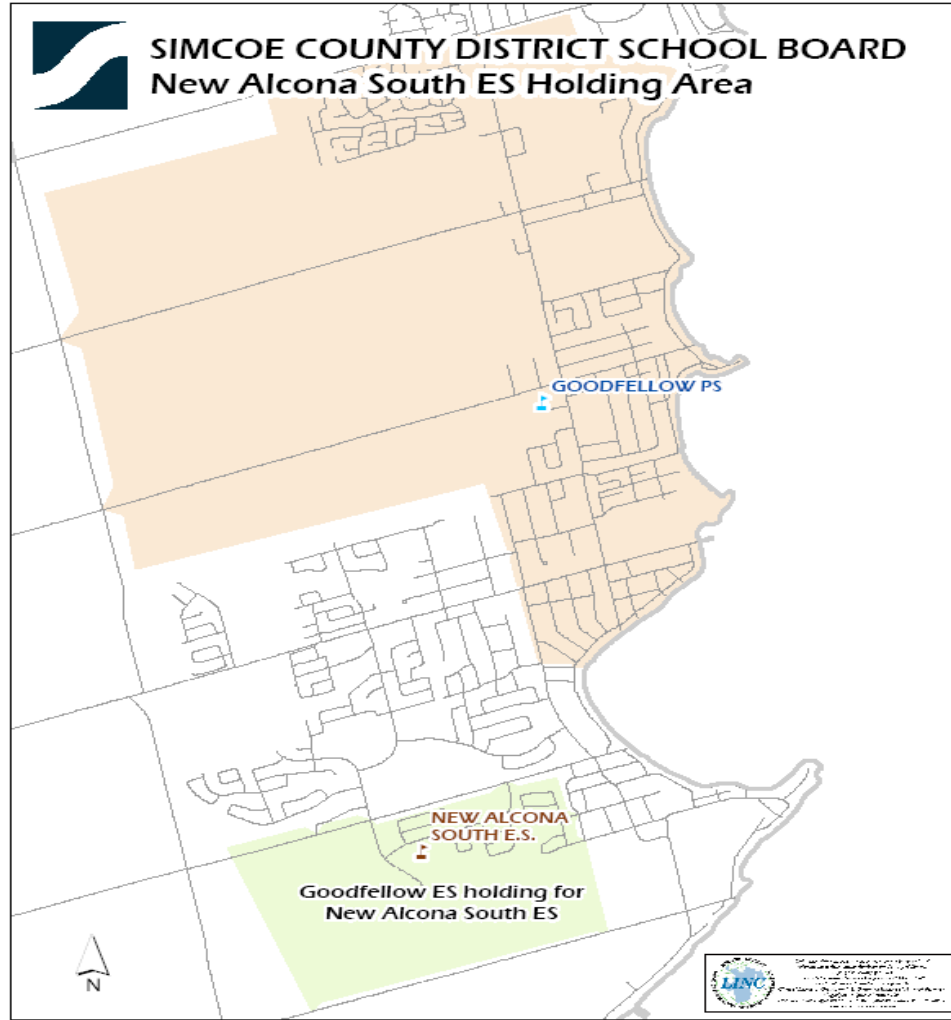 SIMCOE COUNTY DISTRICT SCHOOL BOARD
New Alcona South ES Holding Area
GOODFELLOW PS
NEW ALCONA
SOUTH E.S.
Goodfellow ES holding for
New Alcona South ES
N
LINC